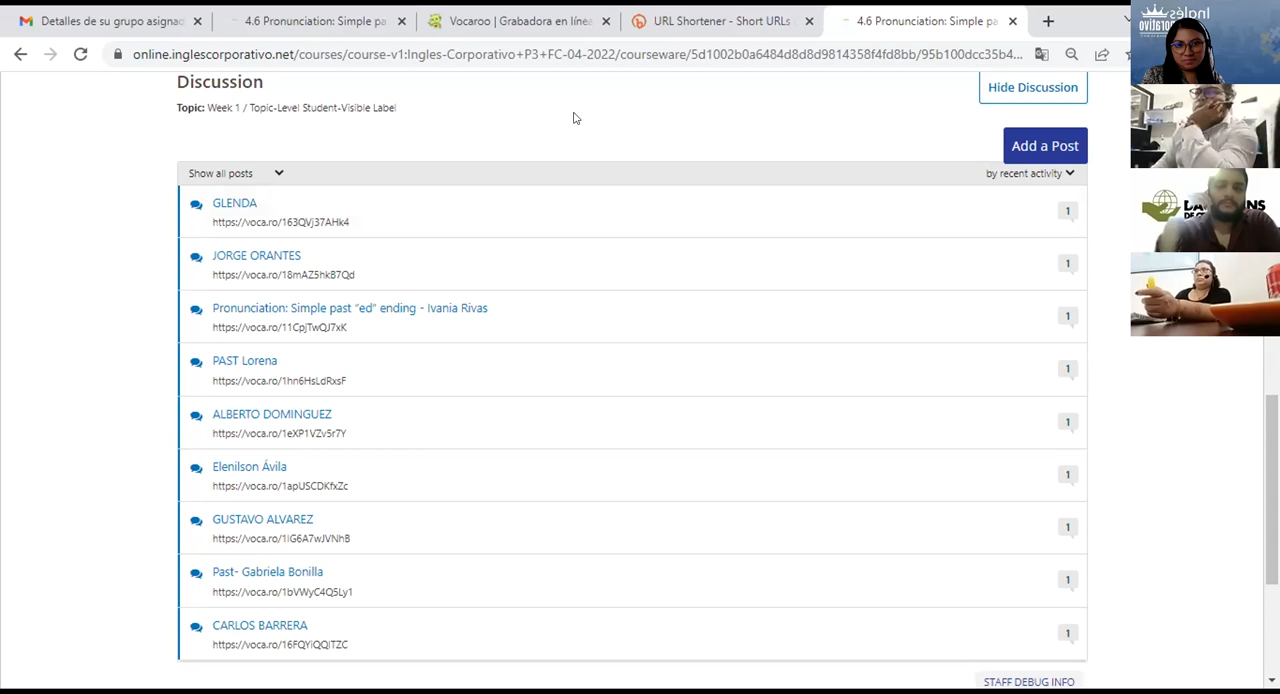 Detalles de su grupo asignad
4.6 Pronunciation: Simple pa
Vocaroo | Grabadora en línea
URL Shortener - Short URLs
4.6 Pronunciation: Simple pa
online.inglescorporativo.net/courses/course-v1:Ingles-Corporativo+P3+FC-04-2022/courseware/5d1002b0a6484d8d8d9814358f4fd8bb/95b100dcc35b4...
Discussion
Hide Discussion
Topic: Week 1 / Topic-Level Student-Visible Label
Add a Post
Show all posts
by recent activity
GLENDA
https://voca.ro/163QVj37AHk4
1
JORGE ORANTES
https://voca.ro/18mAZ5hkB7Qd
1
Pronunciation: Simple past “ed” ending - Ivania Rivas
https://voca.ro/11CpjTwQJ7xK
1
PAST Lorena
https://voca.ro/1hn6HsLdRxsF
1
ALBERTO DOMINGUEZ
https://voca.ro/1eXP1VZv5r7Y
1
Elenilson Ávila
https://voca.ro/1apUSCDKfxZc
1
GUSTAVO ALVAREZ
https://voca.ro/1IG6A7wJVNhB
1
Past- Gabriela Bonilla
https://voca.ro/1bVWyC4Q5Ly1
1
CARLOS BARRERA
https://voca.ro/16FQYiQQITZC
1
STAFF DEBUG INFO